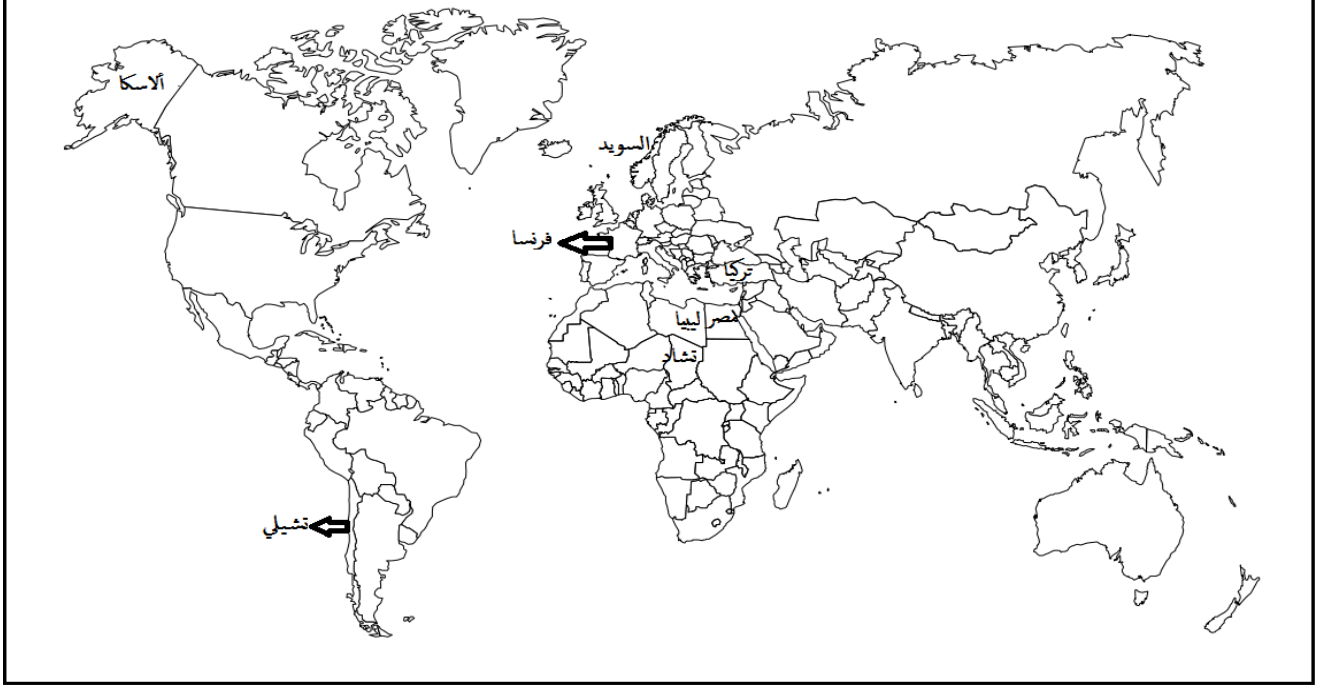 ألاسكا
السويد
فرنسا
تركيا
مصر
ليبيا
تشاد
تشيلي